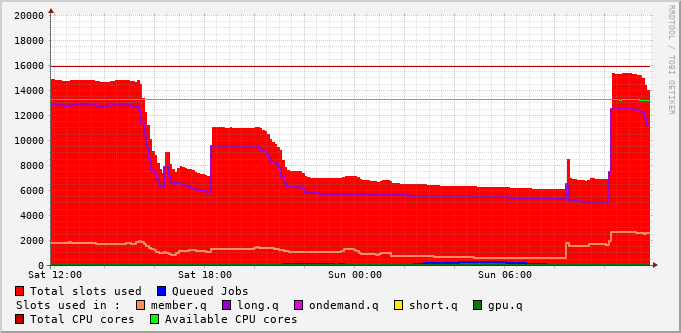 20000
18000
16000
14000
12000
10000
8000
6000
4000
2000
0
Sat 12:00 Sat 18:00 Sun 00:00 Sun 06:00
Total slots used Queued Jobs
Slots used in : member.q long.q ondemand.q short.q gpu.q
Total CPU cores Available CPU cores
RRDTOOL / TOBI OETIKER